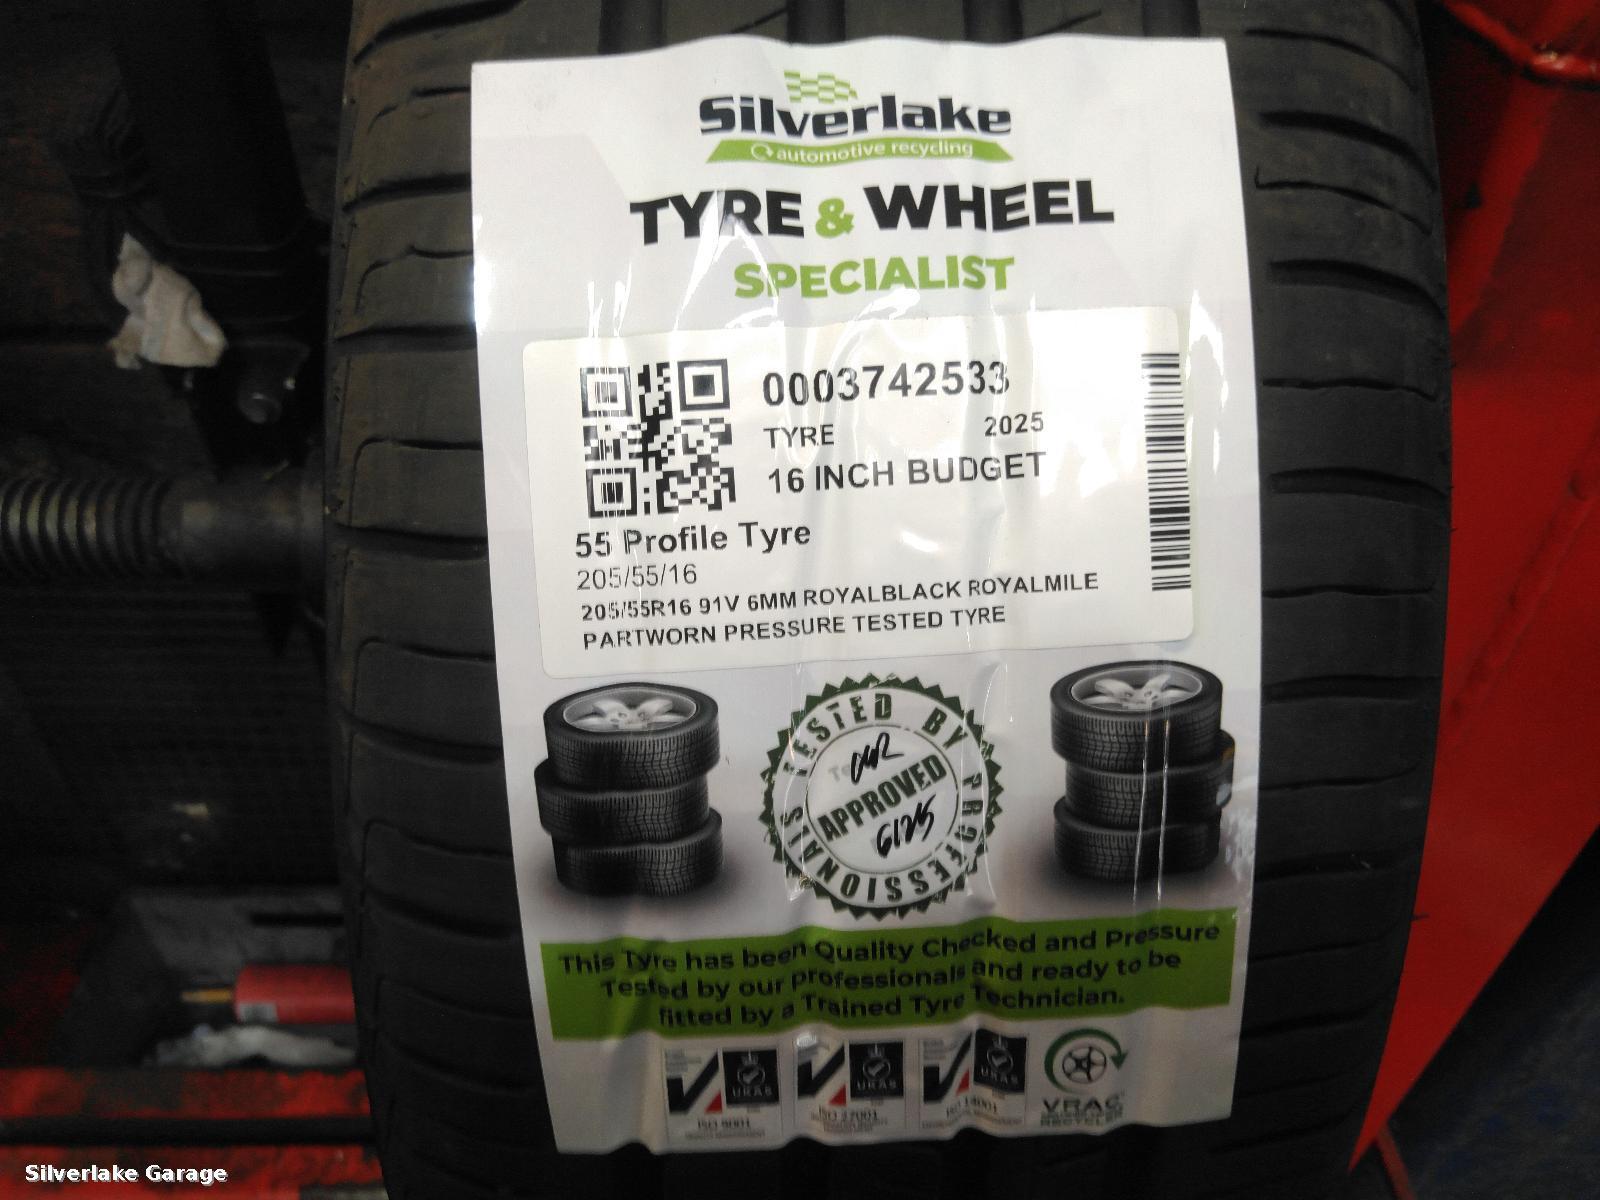 Silverlake
automotive recycling
TYRE & WHEEL
SPECIALIST
0003742533
TYRE 2025
16 INCH BUDGET
55 Profile Tyre
205/55/16
205/55R16 91V 6MM ROYALBLACK ROYALMILE
PARTWORN PRESSURE TESTED TYRE
TESTED BY PROFESSIONALS
APPROVED
This Tyre has been Quality Checked and Pressure
Tested by our professionals and ready to be
fitted by a Trained Tyre Technician.
UKAS UKAS UKAS
ISO 9001 ISO 27001 ISO 14001
VRAC
Silverlake Garage